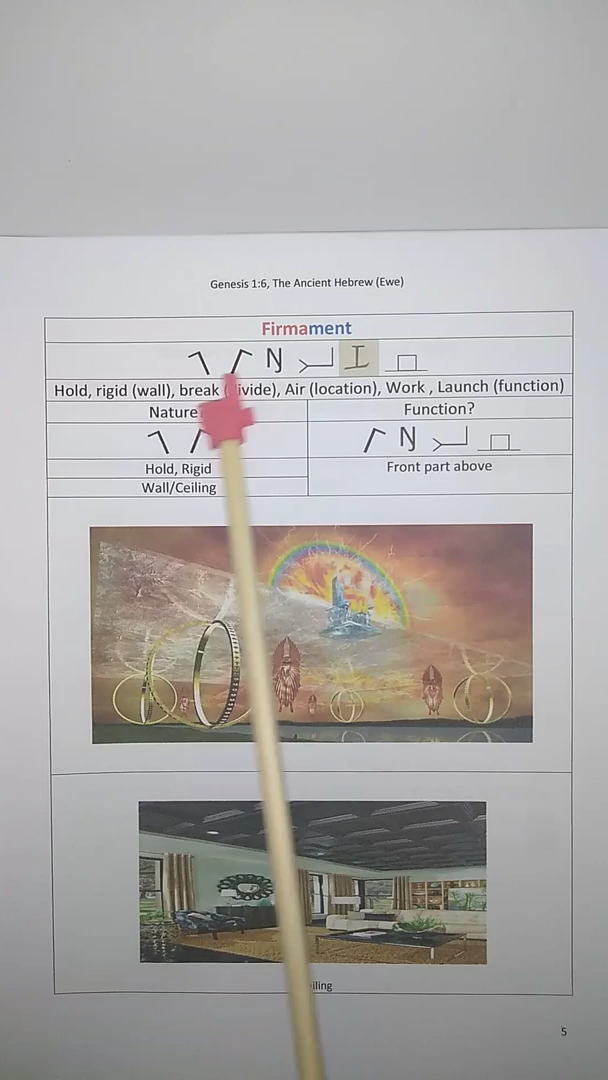 Genesis 1:6, The Ancient Hebrew (Ewe)
Firmament
Hold, rigid (wall), break ivide), Air (location), Work , Launch (function)
Nature
Function?
Hold, Rigid
Front part above
Wall/Ceiling
iling
5